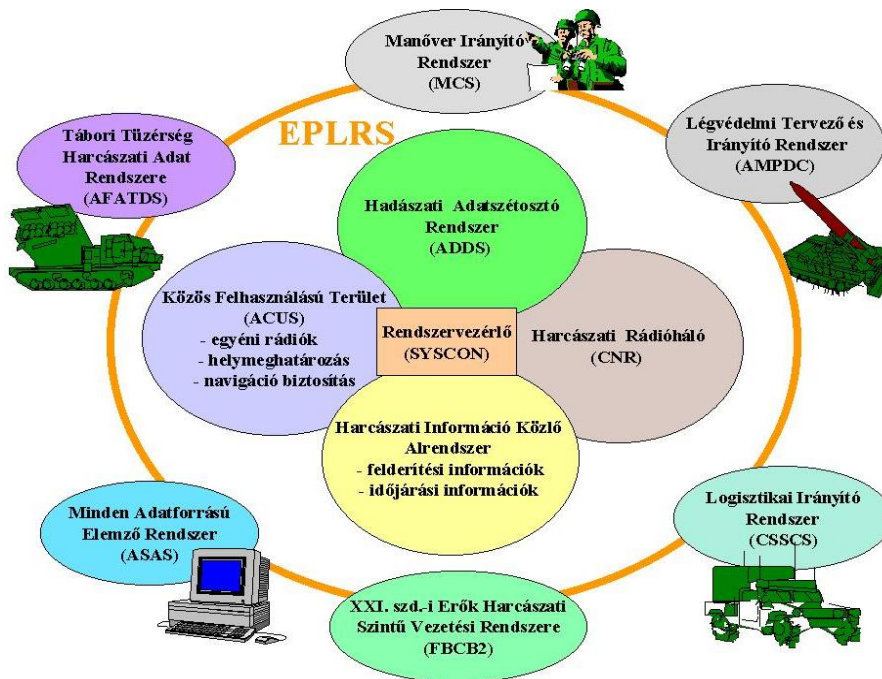 Manőver Irányító
Rendszer
(MCS)
EPLRS
Tábori Tüzérség
Harcászati Adat
Rendszere
(AFATDS)
Légvédelmi Tervező és
Irányító Rendszer
(AMPDC)
Hadászati Adatszétosztó
Rendszer
(ADDS)
Közös Felhasználású Terület
(ACUS)
- egyéni rádiók
- helymeghatározás
- navigáció biztosítás
Rendszervezérlő
(SYSCON)
Harcászati Rádióháló
(CNR)
Harcászati Információ Közlő
Alrendszer
- felderítési információk
- időjárási információk
Minden Adatforrású
Elemző Rendszer
(ASAS)
Logisztikai Irányító
Rendszer
(CSSCS)
XXI. szd.-i Erők Harcászati
Szintű Vezetési Rendszere
(FBCB2)